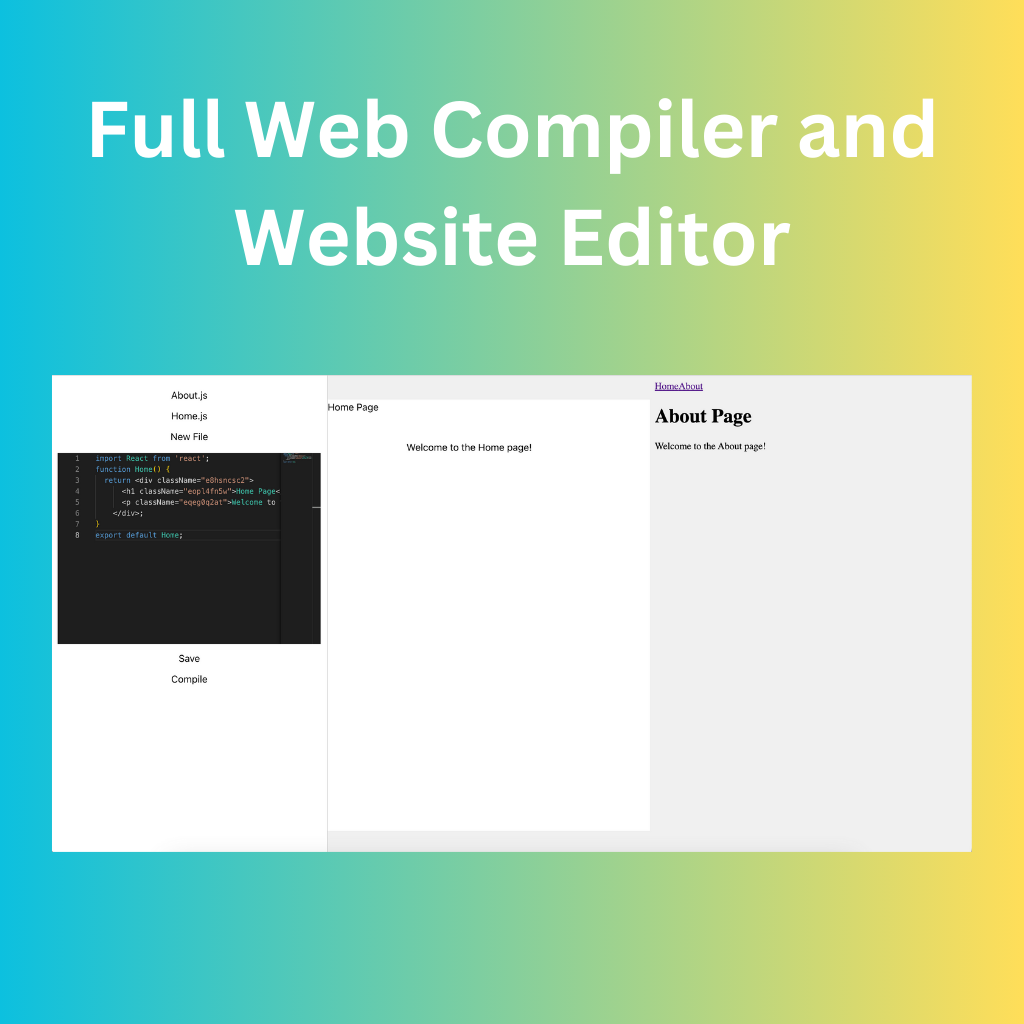 Full Web Compiler and
Website Editor
About.js
Home.js
New File
1 import React from 'react';
2 function Home() {
3 return <div className="e8hsncsc2">
4 <h1 className="eopl4fn5w">Home Page<
5 <p className="eqeg0q2at">Welcome to
6 </div>;
7 }
8 export default Home;
Save
Compile
Home Page
Welcome to the Home page!
HomeAbout
About Page
Welcome to the About page!